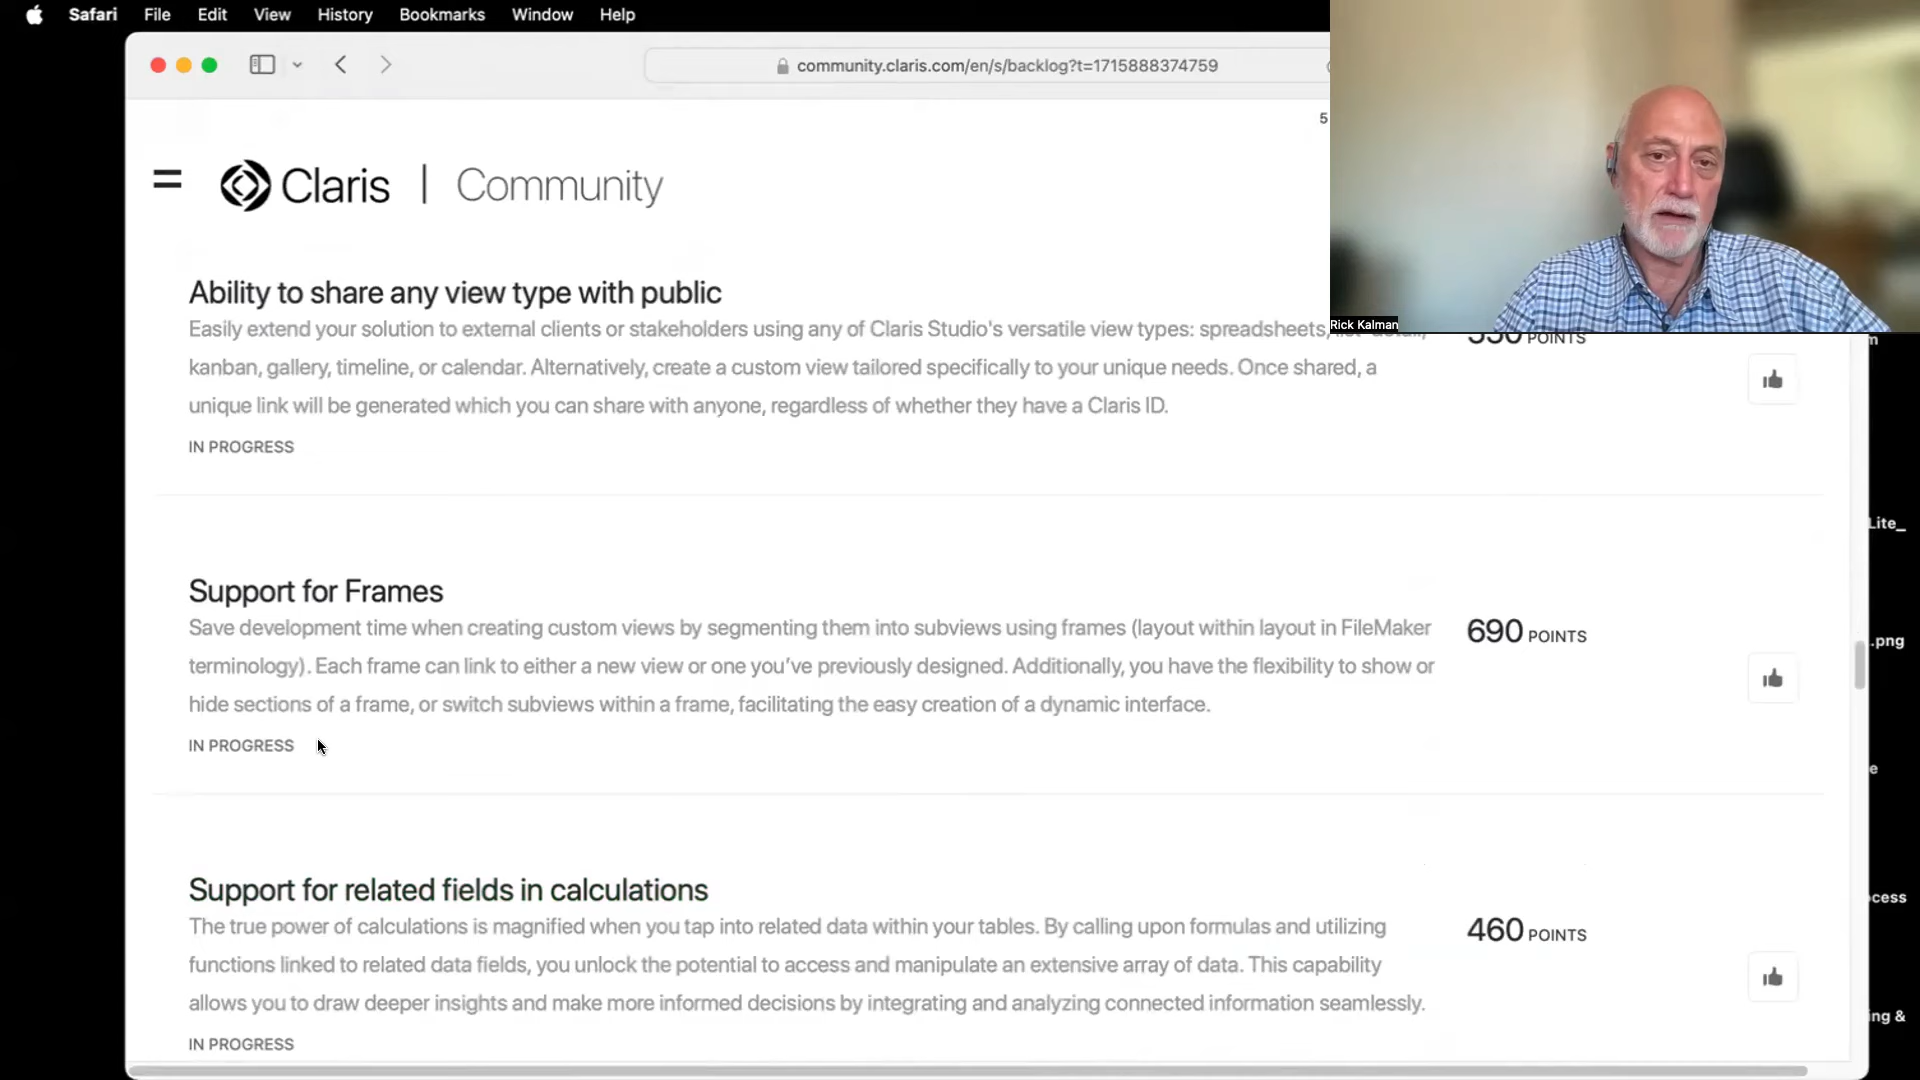 Safari File Edit View History Bookmarks Window Help
community.claris.com/en/s/backlog?t=1715888374759
5
Claris | Community
Ability to share any view type with public
Easily extend your solution to external clients or stakeholders using any of Claris Studio's versatile view types: spreadsheets,
kanban, gallery, timeline, or calendar. Alternatively, create a custom view tailored specifically to your unique needs. Once shared, a
unique link will be generated which you can share with anyone, regardless of whether they have a Claris ID.
IN PROGRESS
POINTS
Rick Kalman
Support for Frames
Save development time when creating custom views by segmenting them into subviews using frames (layout within layout in FileMaker
terminology). Each frame can link to either a new view or one you’ve previously designed. Additionally, you have the flexibility to show or
hide sections of a frame, or switch subviews within a frame, facilitating the easy creation of a dynamic interface.
IN PROGRESS
690 POINTS
Support for related fields in calculations
The true power of calculations is magnified when you tap into related data within your tables. By calling upon formulas and utilizing
functions linked to related data fields, you unlock the potential to access and manipulate an extensive array of data. This capability
allows you to draw deeper insights and make more informed decisions by integrating and analyzing connected information seamlessly.
IN PROGRESS
460 POINTS
Lite_
.png
e
cess
ing &